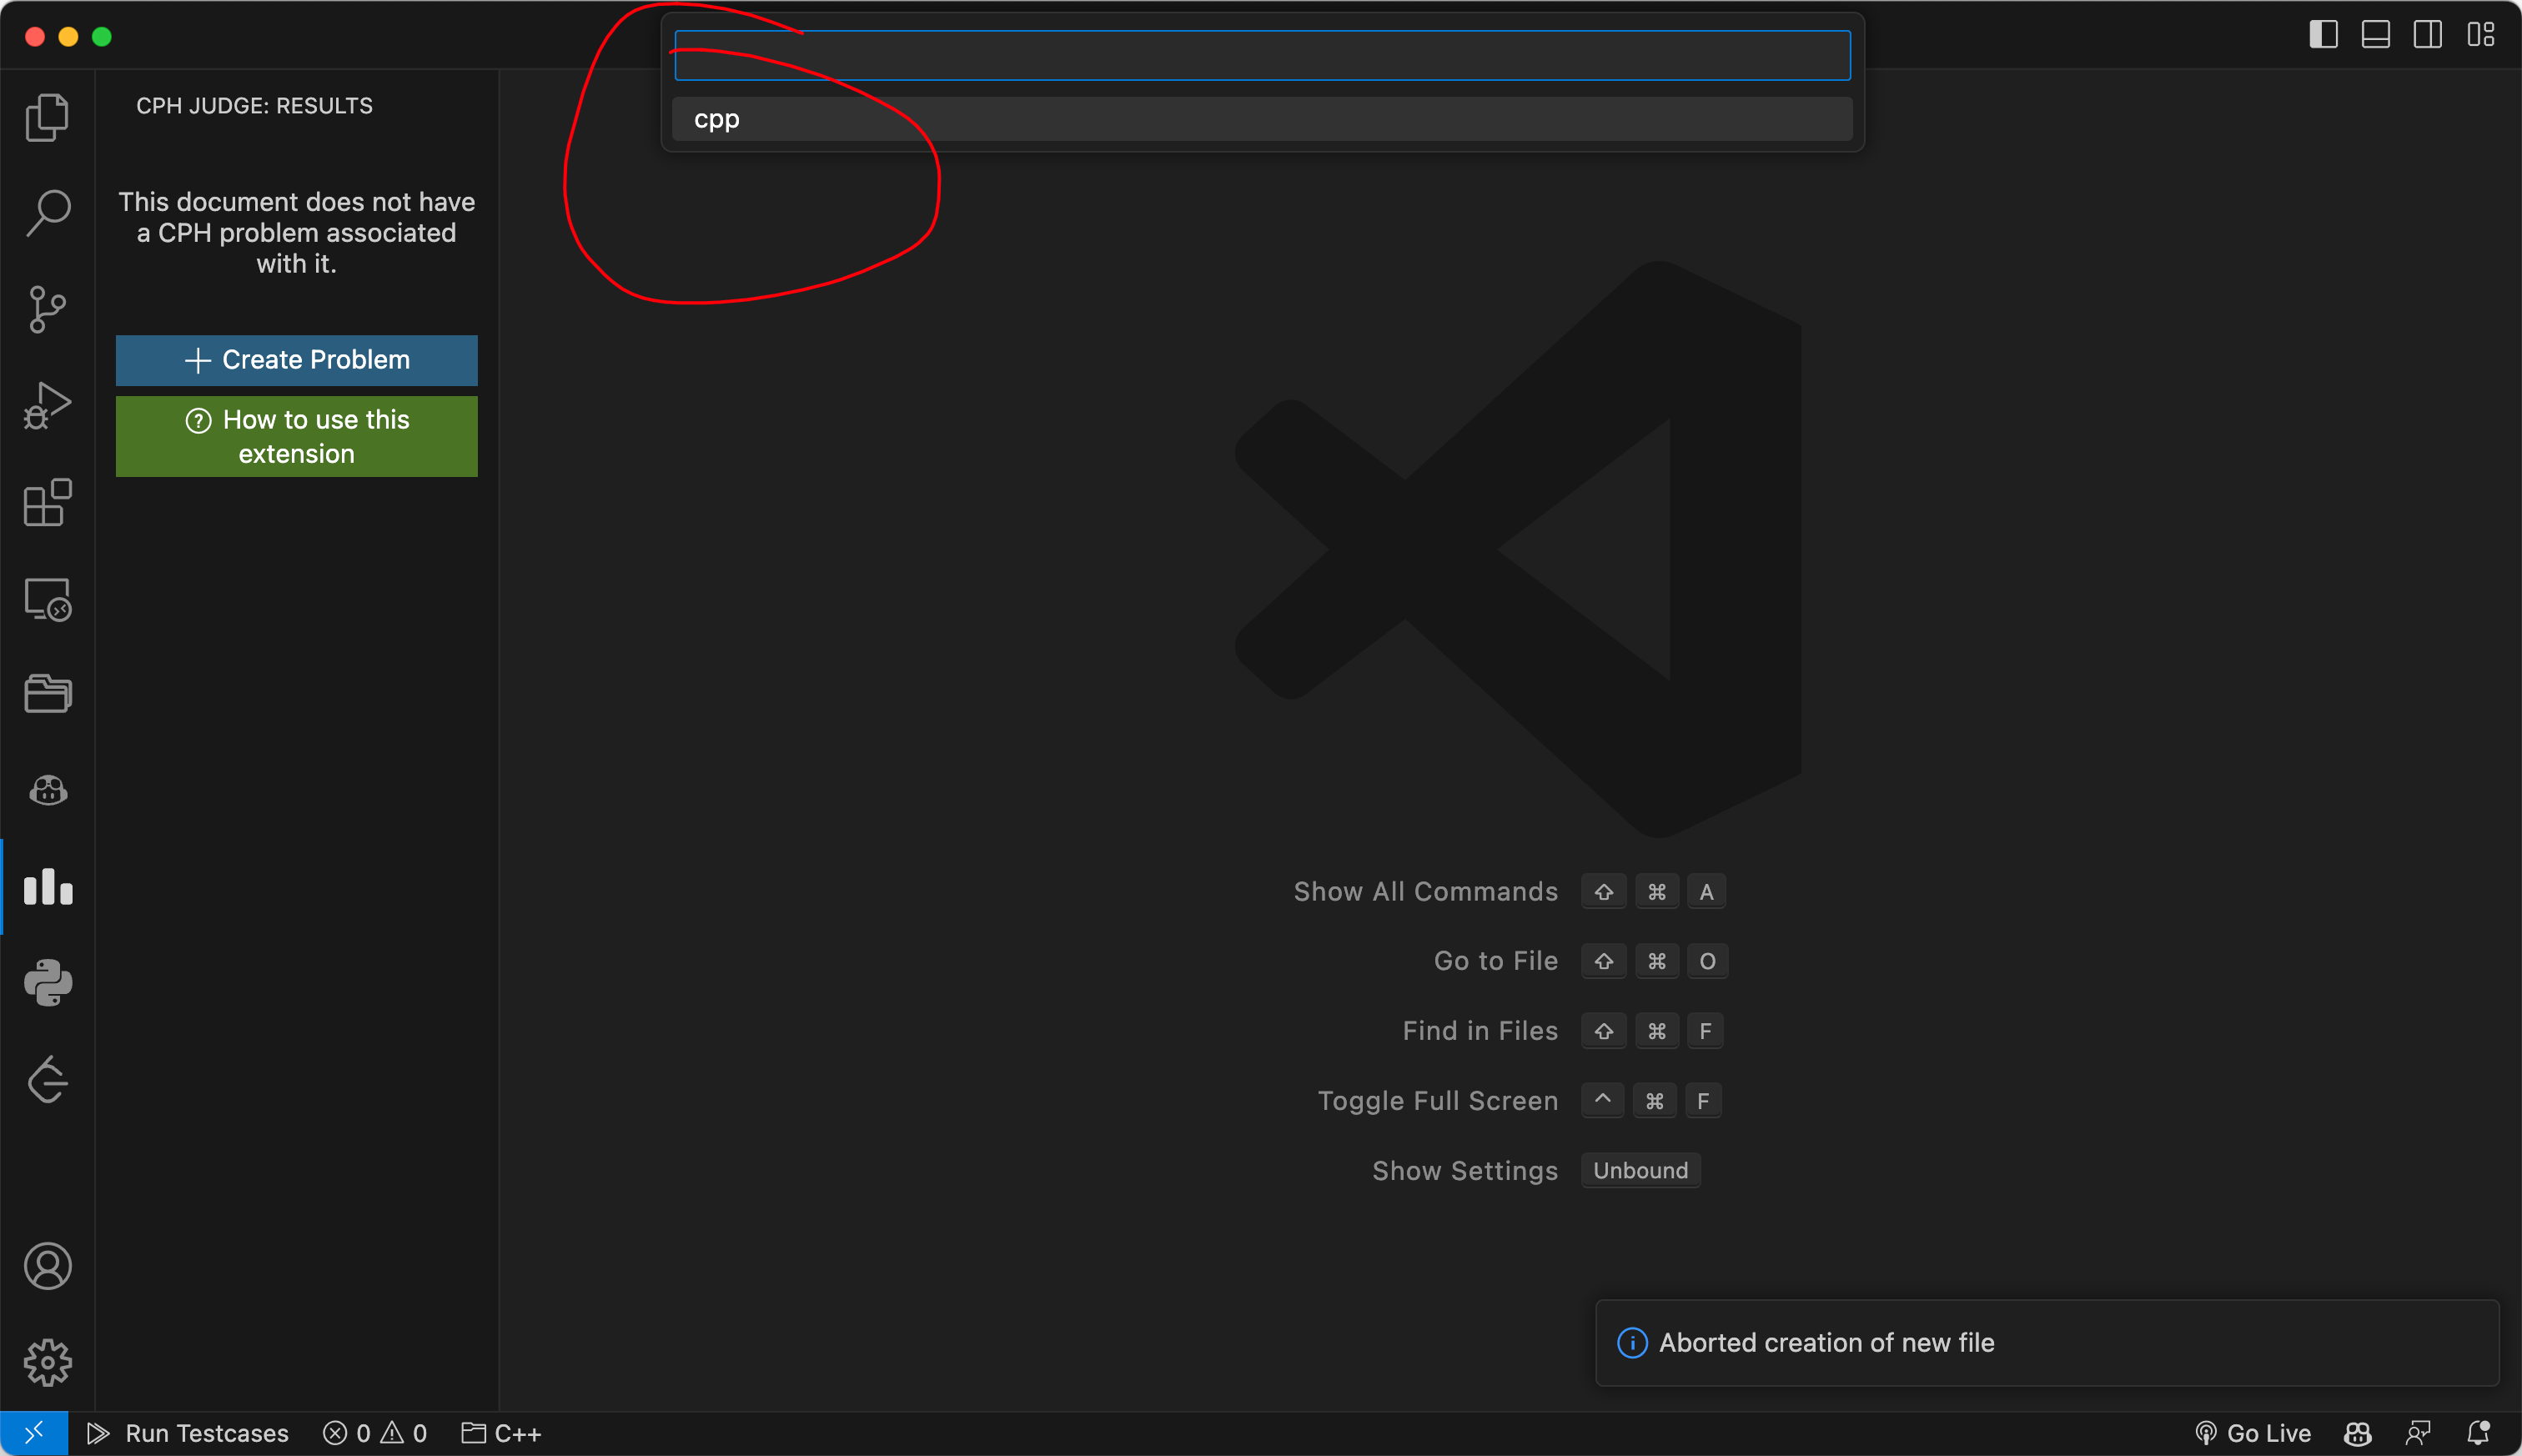 cpp
CPH JUDGE: RESULTS
This document does not have
a CPH problem associated
with it.
Create Problem
How to use this
extension
Show All Commands ⇧ ⌘ A
Go to File ⇧ ⌘ O
Find in Files ⇧ ⌘ F
Toggle Full Screen ^ ⌘ F
Show Settings Unbound
Aborted creation of new file
Run Testcases 0 0 C++ Go Live